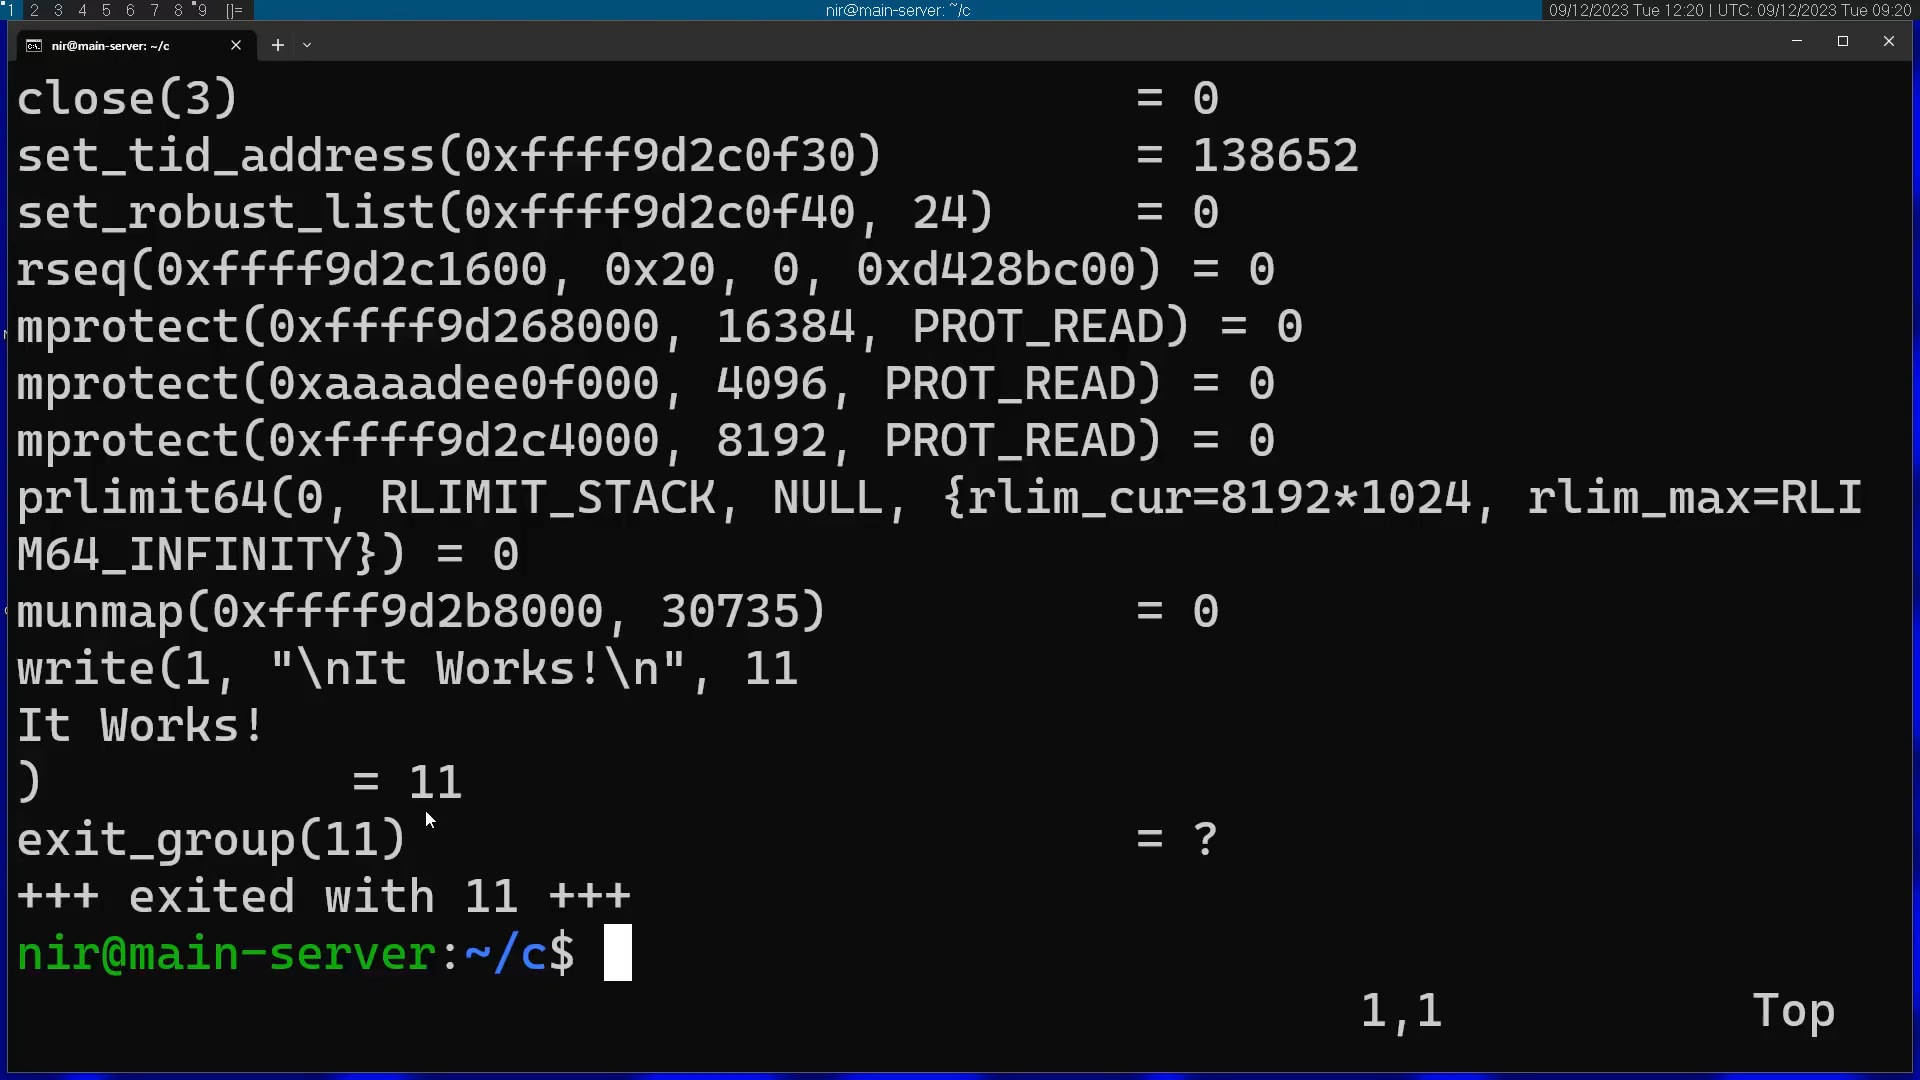 1 2 3 4 5 6 7 8 9 []= nir@main-server: ~/c 09/12/2023 Tue 12:20 | UTC: 09/12/2023 Tue 09:20
nir@main-server: ~/c
close(3) = 0
set_tid_address(0xffff9d2c0f30) = 138652
set_robust_list(0xffff9d2c0f40, 24) = 0
rseq(0xffff9d2c1600, 0x20, 0, 0xd428bc00) = 0
mprotect(0xffff9d268000, 16384, PROT_READ) = 0
mprotect(0xaaaadee0f000, 4096, PROT_READ) = 0
mprotect(0xffff9d2c4000, 8192, PROT_READ) = 0
prlimit64(0, RLIMIT_STACK, NULL, {rlim_cur=8192*1024, rlim_max=RLI
M64_INFINITY}) = 0
munmap(0xffff9d2b8000, 30735) = 0
write(1, "\nIt Works!\n", 11
It Works!
) = 11
exit_group(11) = ?
+++ exited with 11 +++
nir@main-server:~/c$
1,1 Top